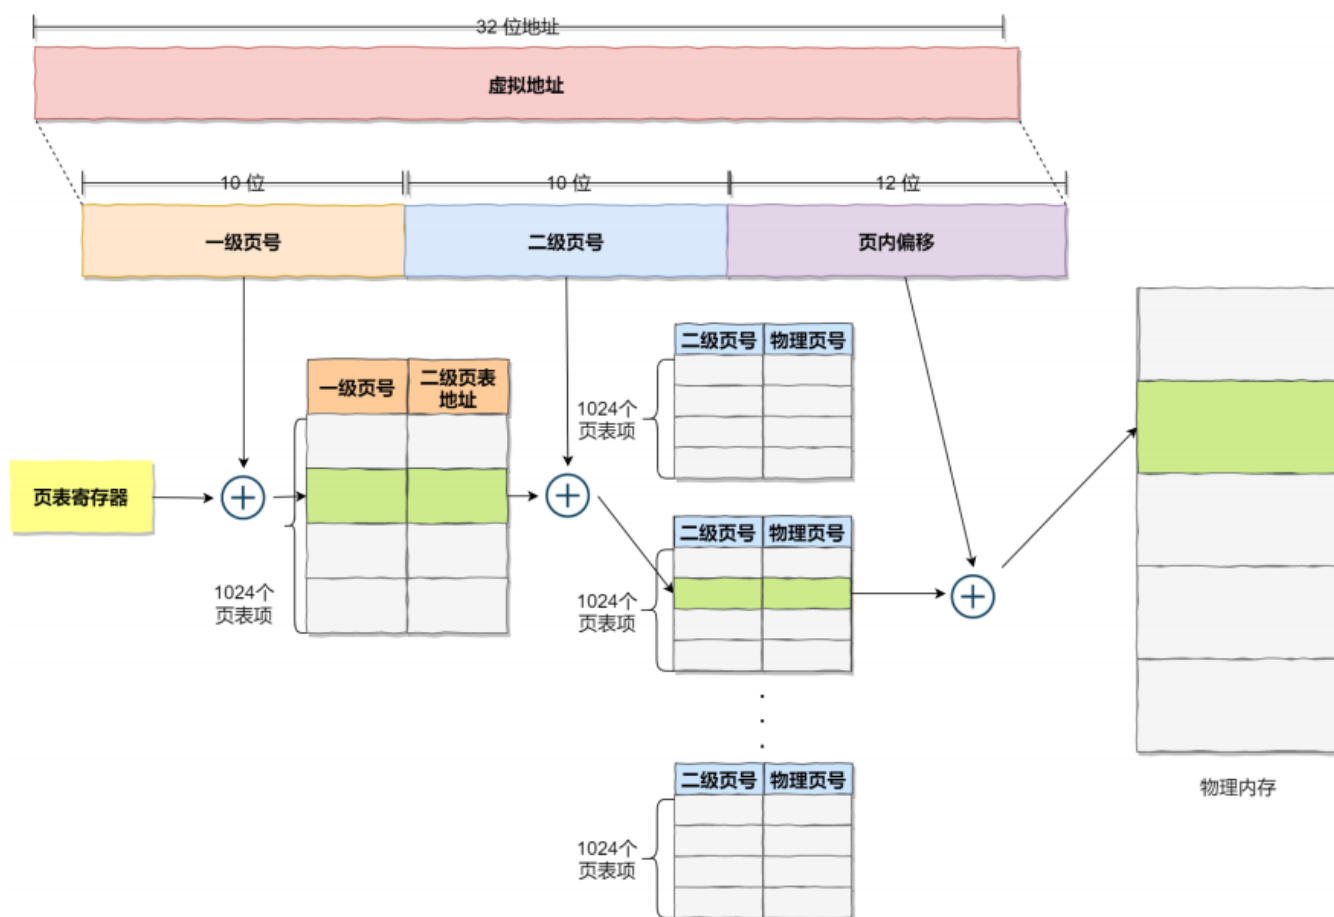 32 位地址
虚拟地址
10 位
10 位
12 位
一级页号
二级页号
页内偏移
页表寄存器
一级页号
二级页表
地址
1024个
页表项
二级页号
物理页号
1024个
页表项
二级页号
物理页号
1024个
页表项
二级页号
物理页号
1024个
页表项
物理内存